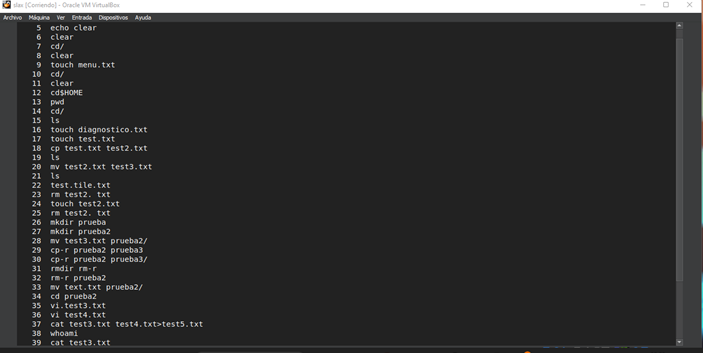 slax [Corriendo] - Oracle VM VirtualBox
Archivo Máquina Ver Entrada Dispositivos Ayuda
5 echo clear
6 clear
7 cd/
8 clear
9 touch menu.txt
10 cd/
11 clear
12 cd$HOME
13 pwd
14 cd/
15 ls
16 touch diagnostico.txt
17 touch test.txt
18 cp test.txt test2.txt
19 ls
20 mv test2.txt test3.txt
21 ls
22 test.tile.txt
23 rm test2. txt
24 touch test2.txt
25 rm test2. txt
26 mkdir prueba
27 mkdir prueba2
28 mv test3.txt prueba2/
29 cp-r prueba2 prueba3
30 cp-r prueba2 prueba3/
31 rmdir rm-r
32 rm-r prueba2
33 mv text.txt prueba2/
34 cd prueba2
35 vi.test3.txt
36 vi test4.txt
37 cat test3.txt test4.txt>test5.txt
38 whoami
39 cat test3.txt